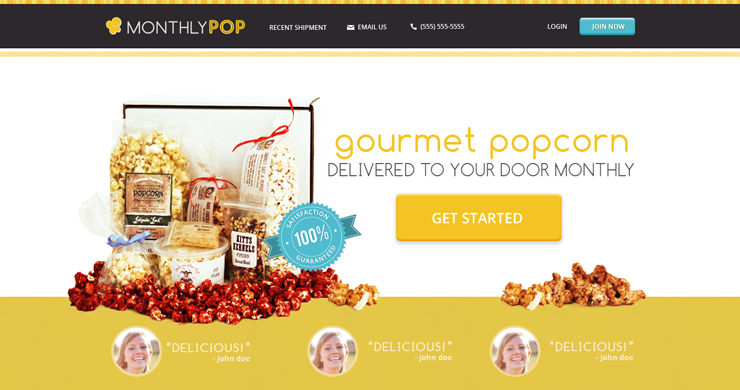 MONTHLYPOP
RECENT SHIPMENT
EMAIL US
(555) 555-5555
LOGIN
JOIN NOW
gourmet popcorn
DELIVERED TO YOUR DOOR MONTHLY
GET STARTED
POPCORN
SATISFACTION
100%
GUARANTEED
KITT'S
KERNELS
"DELICIOUS!"
- john doe
"DELICIOUS!"
- john doe
"DELICIOUS!"
- john doe